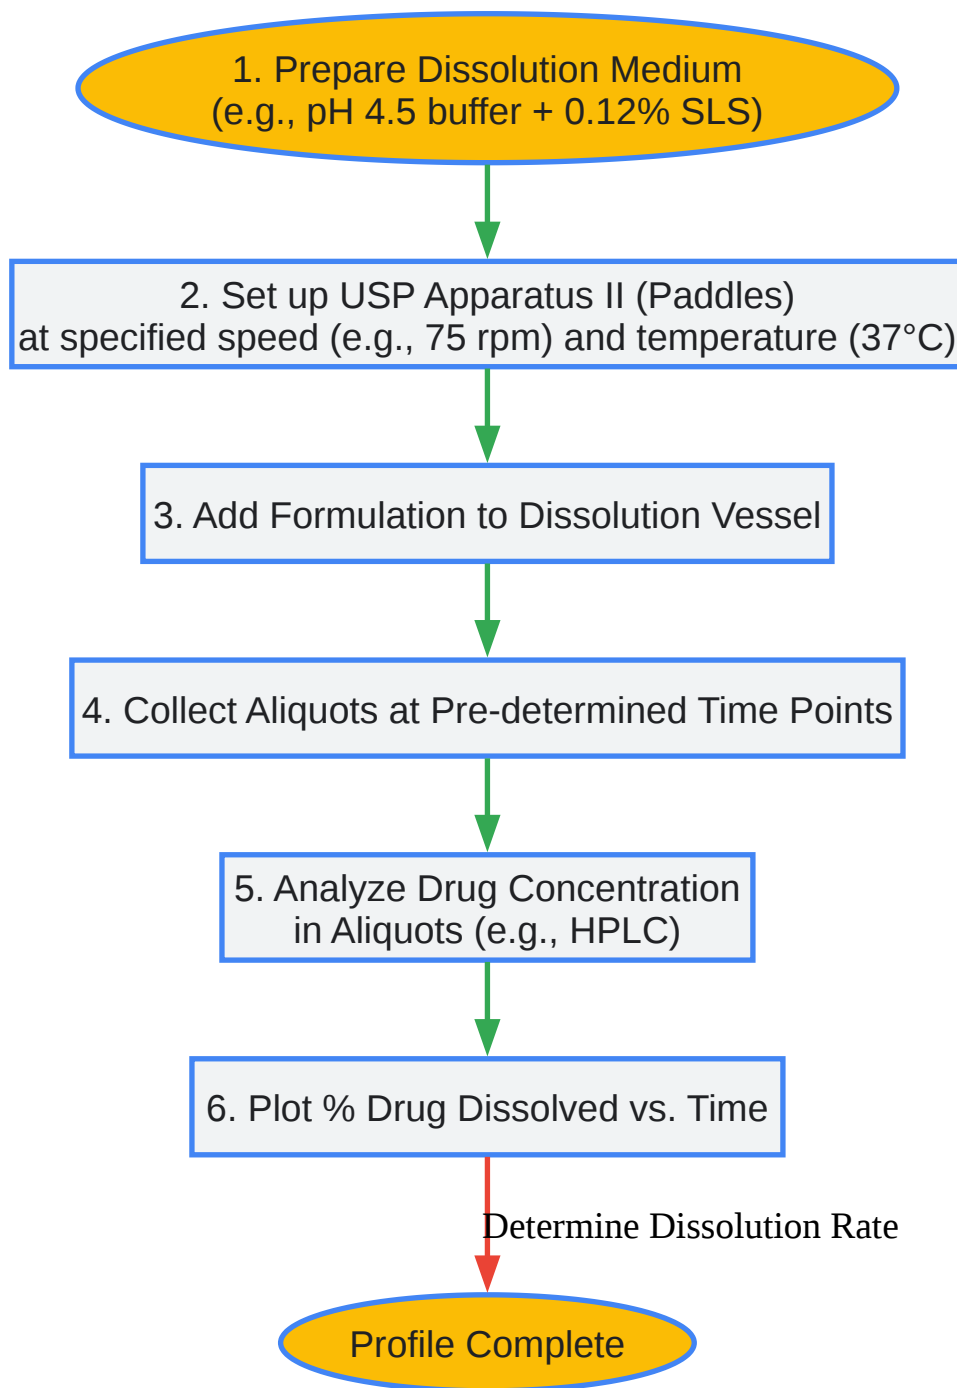 1. Prepare Dissolution Medium
(e.g., pH 4.5 buffer + 0.12% SLS)
2. Set up USP Apparatus II (Paddles)
at specified speed (e.g., 75 rpm) and temperature (37°C)
3. Add Formulation to Dissolution Vessel
4. Collect Aliquots at Pre-determined Time Points
5. Analyze Drug Concentration
in Aliquots (e.g., HPLC)
6. Plot % Drug Dissolved vs. Time
Determine Dissolution Rate
Profile Complete